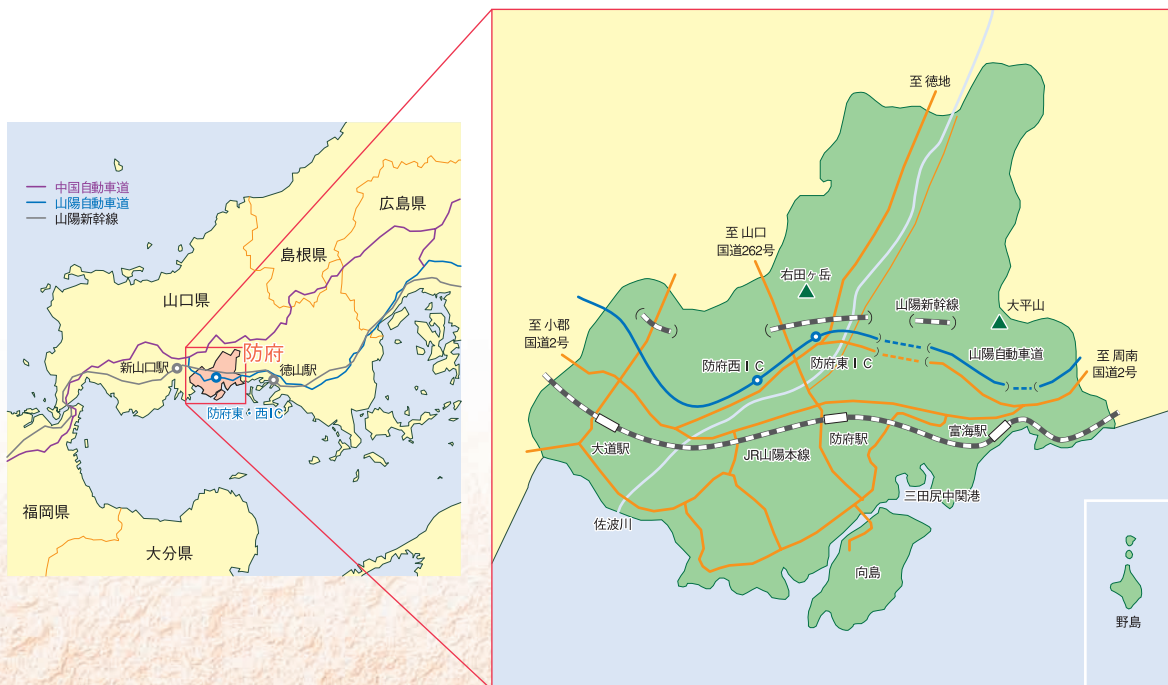 中国自動車道
山陽自動車道
山陽新幹線
広島県
島根県
山口県
防府
新山口駅
徳山駅
防府東・西IC
福岡県
大分県
至 徳地
至 山口
国道262号
右田ヶ岳
山陽新幹線
大平山
至 小郡
国道2号
防府西IC
防府東IC
山陽自動車道
至 周南
国道2号
大道駅
JR山陽本線
防府駅
富海駅
三田尻中関港
佐波川
向島
野島